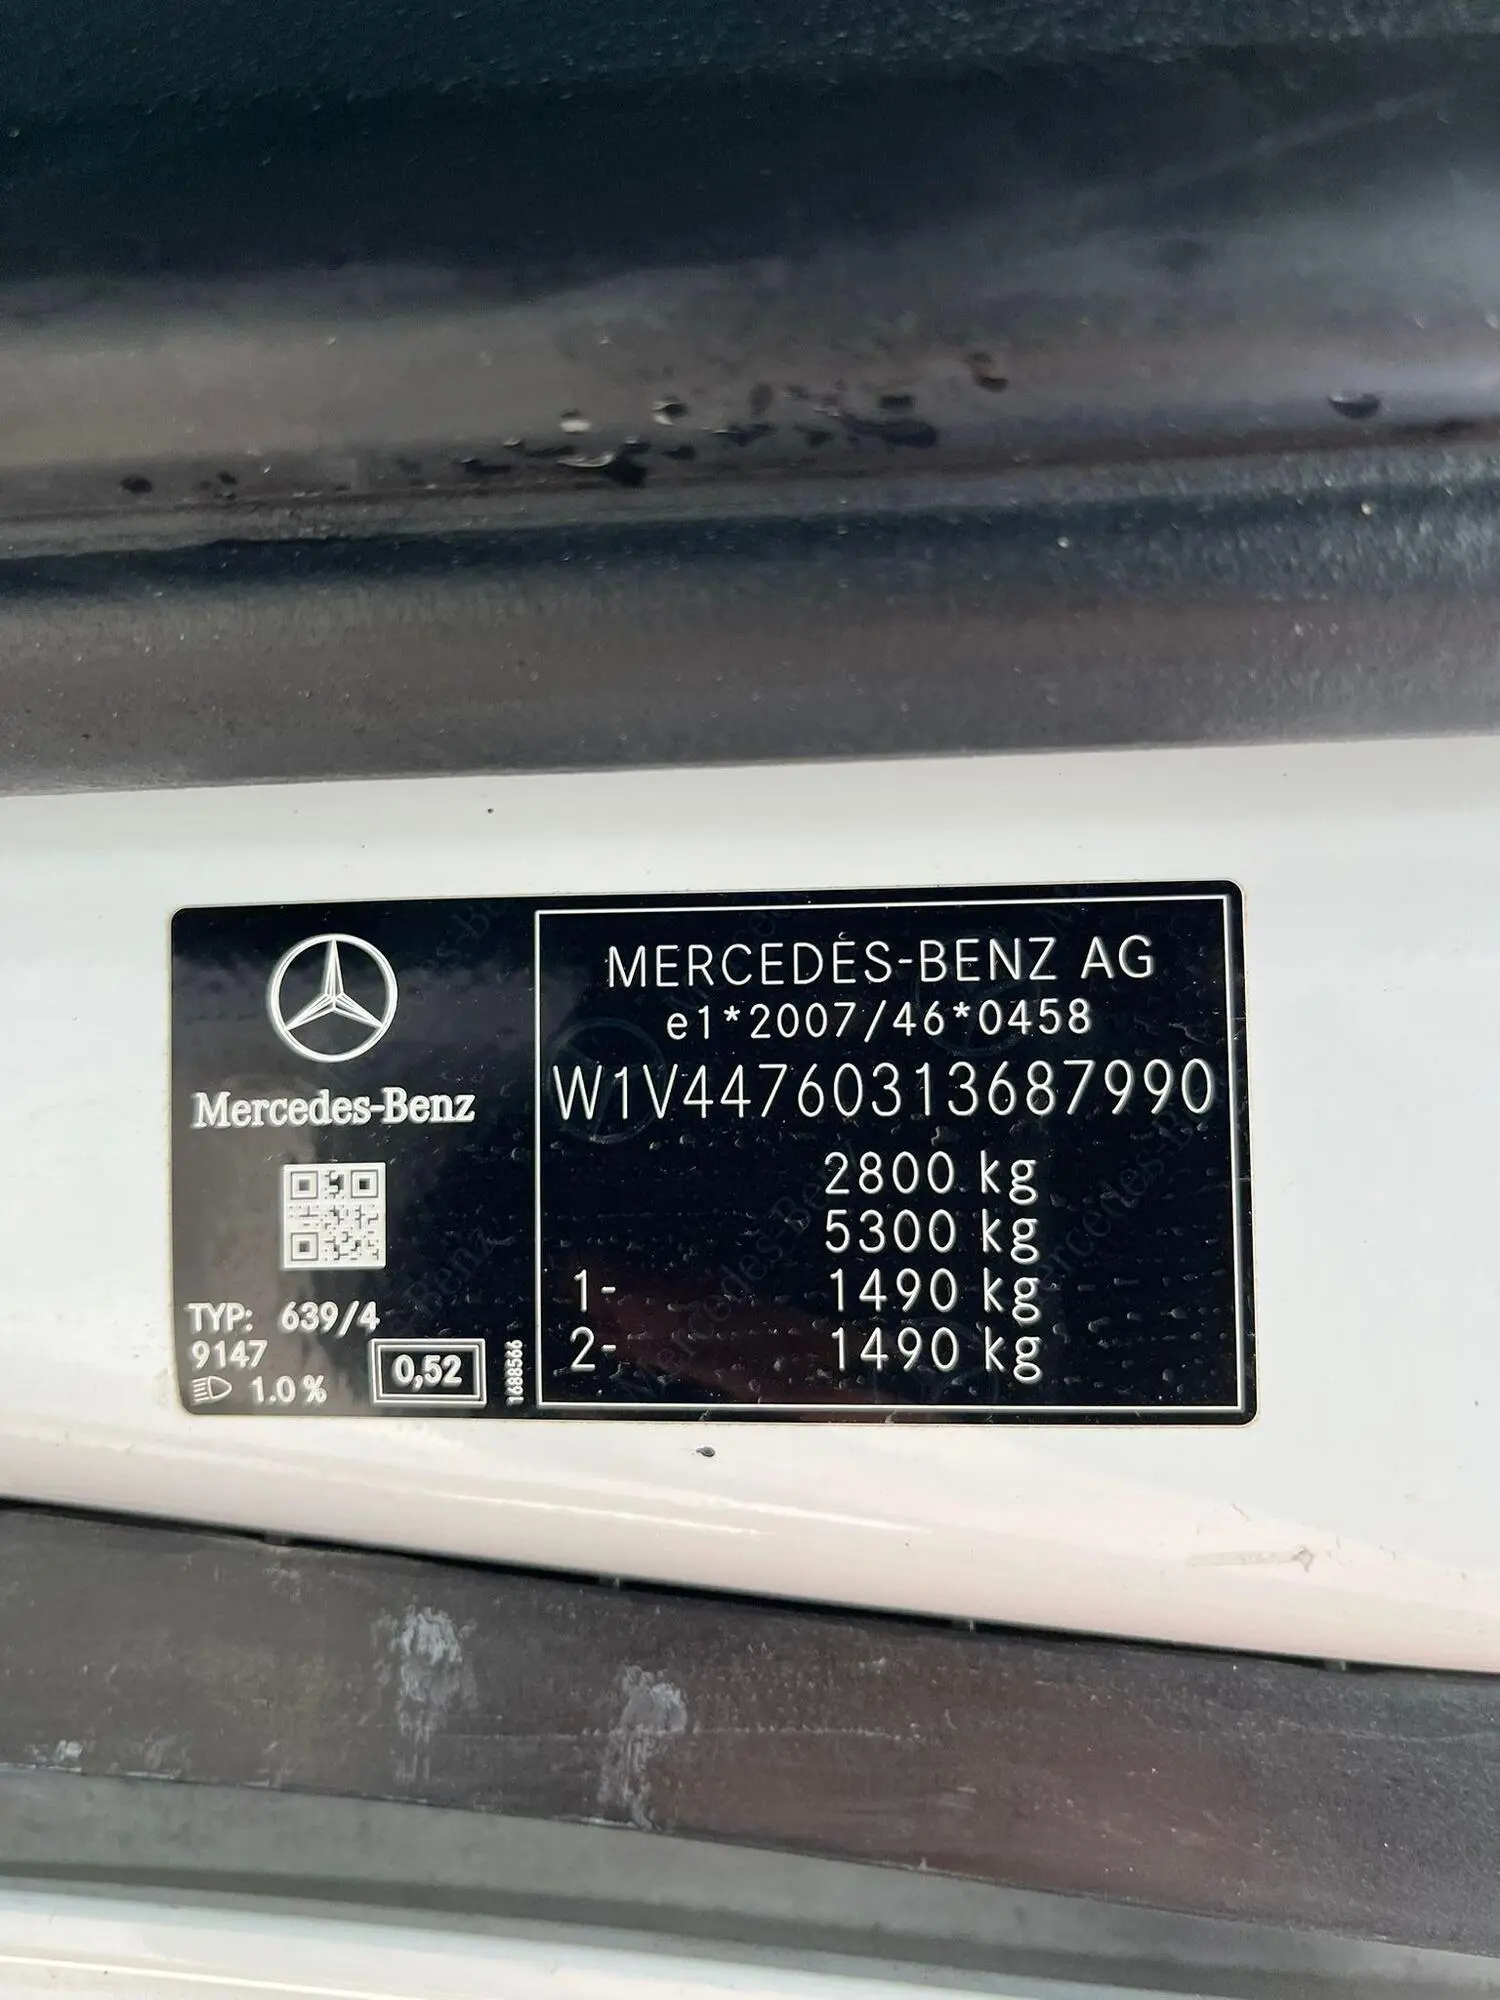 Mercedes-Benz
TYP: 639/4
9147
1.0 %
0,52
1688566
MERCEDES-BENZ AG
e1*2007/46*0458
W1V44760313687990
2800 kg
5300 kg
1- 1490 kg
2- 1490 kg